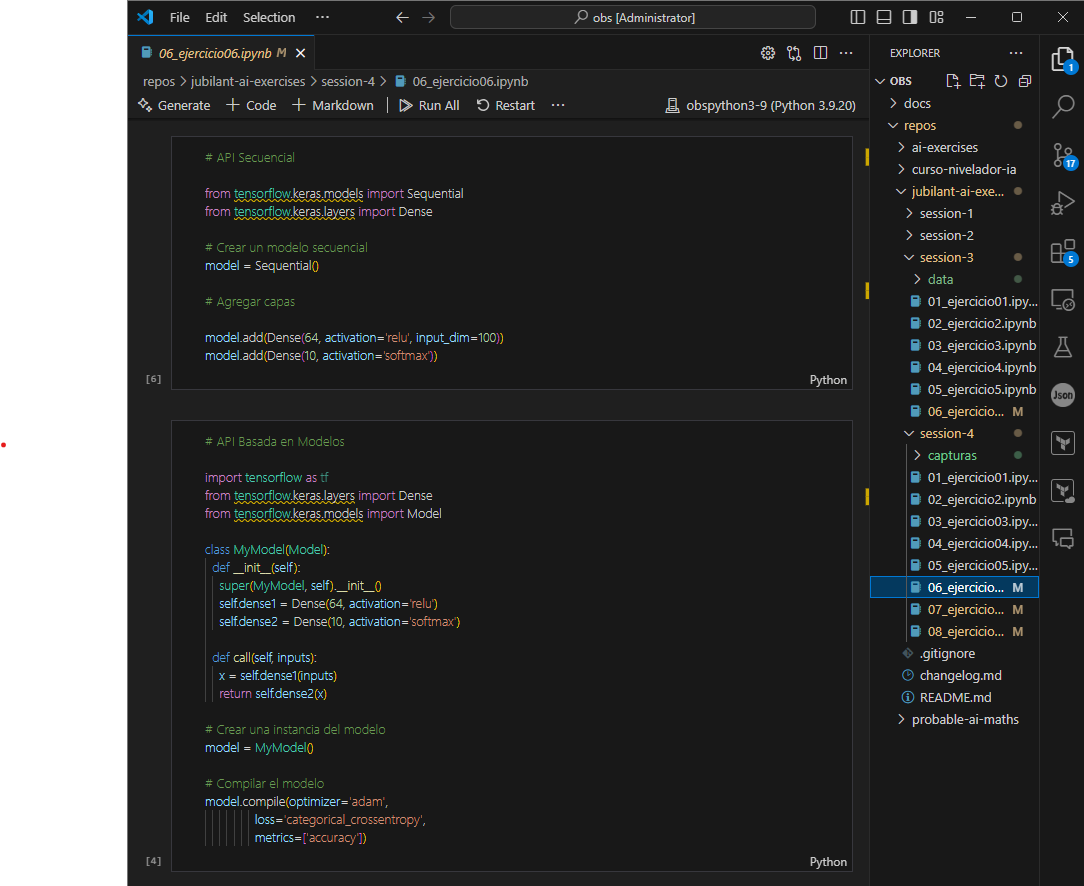 File Edit Selection ··· obs [Administrator]
06_ejercicio06.ipynb M
repos > jubilant-ai-exercises > session-4 > 06_ejercicio06.ipynb
Generate + Code + Markdown | Run All Restart ··· obspython3-9 (Python 3.9.20)
# API Secuencial
from tensorflow.keras.models import Sequential
from tensorflow.keras.layers import Dense
# Crear un modelo secuencial
model = Sequential()
# Agregar capas
model.add(Dense(64, activation='relu', input_dim=100))
model.add(Dense(10, activation='softmax'))
[6]
Python
# API Basada en Modelos
import tensorflow as tf
from tensorflow.keras.layers import Dense
from tensorflow.keras.models import Model
class MyModel(Model):
def __init__(self):
super(MyModel, self).__init__()
self.dense1 = Dense(64, activation='relu')
self.dense2 = Dense(10, activation='softmax')
def call(self, inputs):
x = self.dense1(inputs)
return self.dense2(x)
# Crear una instancia del modelo
model = MyModel()
# Compilar el modelo
model.compile(optimizer='adam',
loss='categorical_crossentropy',
metrics=['accuracy'])
[4]
Python
EXPLORER ···
OBS
docs
repos
ai-exercises
curso-nivelador-ia
jubilant-ai-exe...
session-1
session-2
session-3
data
01_ejercicio01.ipy...
02_ejercicio2.ipynb
03_ejercicio3.ipynb
04_ejercicio4.ipynb
05_ejercicio5.ipynb
06_ejercicio... M
session-4
capturas
01_ejercicio01.ipy...
02_ejercicio2.ipynb
03_ejercicio03.ipy...
04_ejercicio04.ipy...
05_ejercicio05.ipy...
06_ejercicio... M
07_ejercicio... M
08_ejercicio... M
.gitignore
changelog.md
README.md
probable-ai-maths
1
17
5
Json